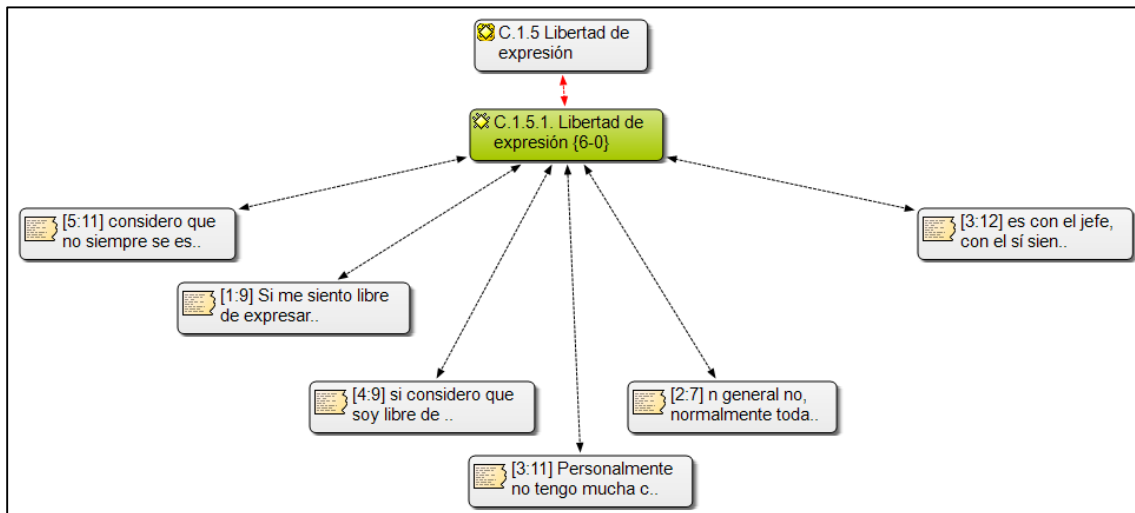 C.1.5 Libertad de
expresión
C.1.5.1. Libertad de
expresión {6-0}
[5:11] considero que
no siempre se es..
[3:12] es con el jefe,
con el sí sien..
[1:9] Si me siento libre
de expresar..
[4:9] si considero que
soy libre de ..
[2:7] n general no,
normalmente toda..
[3:11] Personalmente
no tengo mucha c..